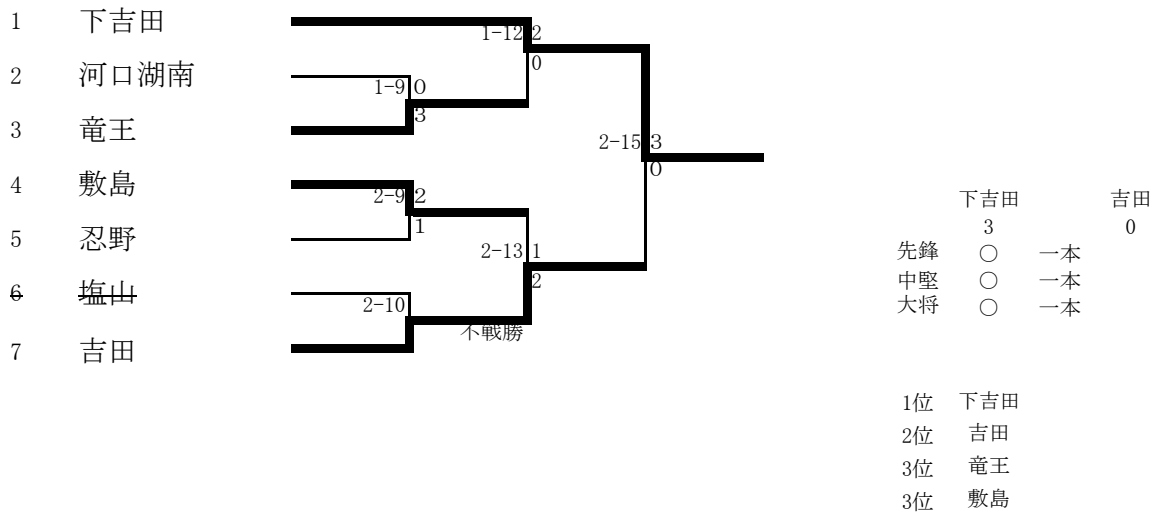 1 下吉田
1-12 2
0
2 河口湖南
1-9 0
3
3 竜王
2-15 3
0
4 敷島
2-9 2
1
5 忍野
2-13 1
2
6 塩山
2-10
不戦勝
7 吉田
下吉田 吉田
3 0
先鋒 ○ 一本
中堅 ○ 一本
大将 ○ 一本
1位 下吉田
2位 吉田
3位 竜王
3位 敷島